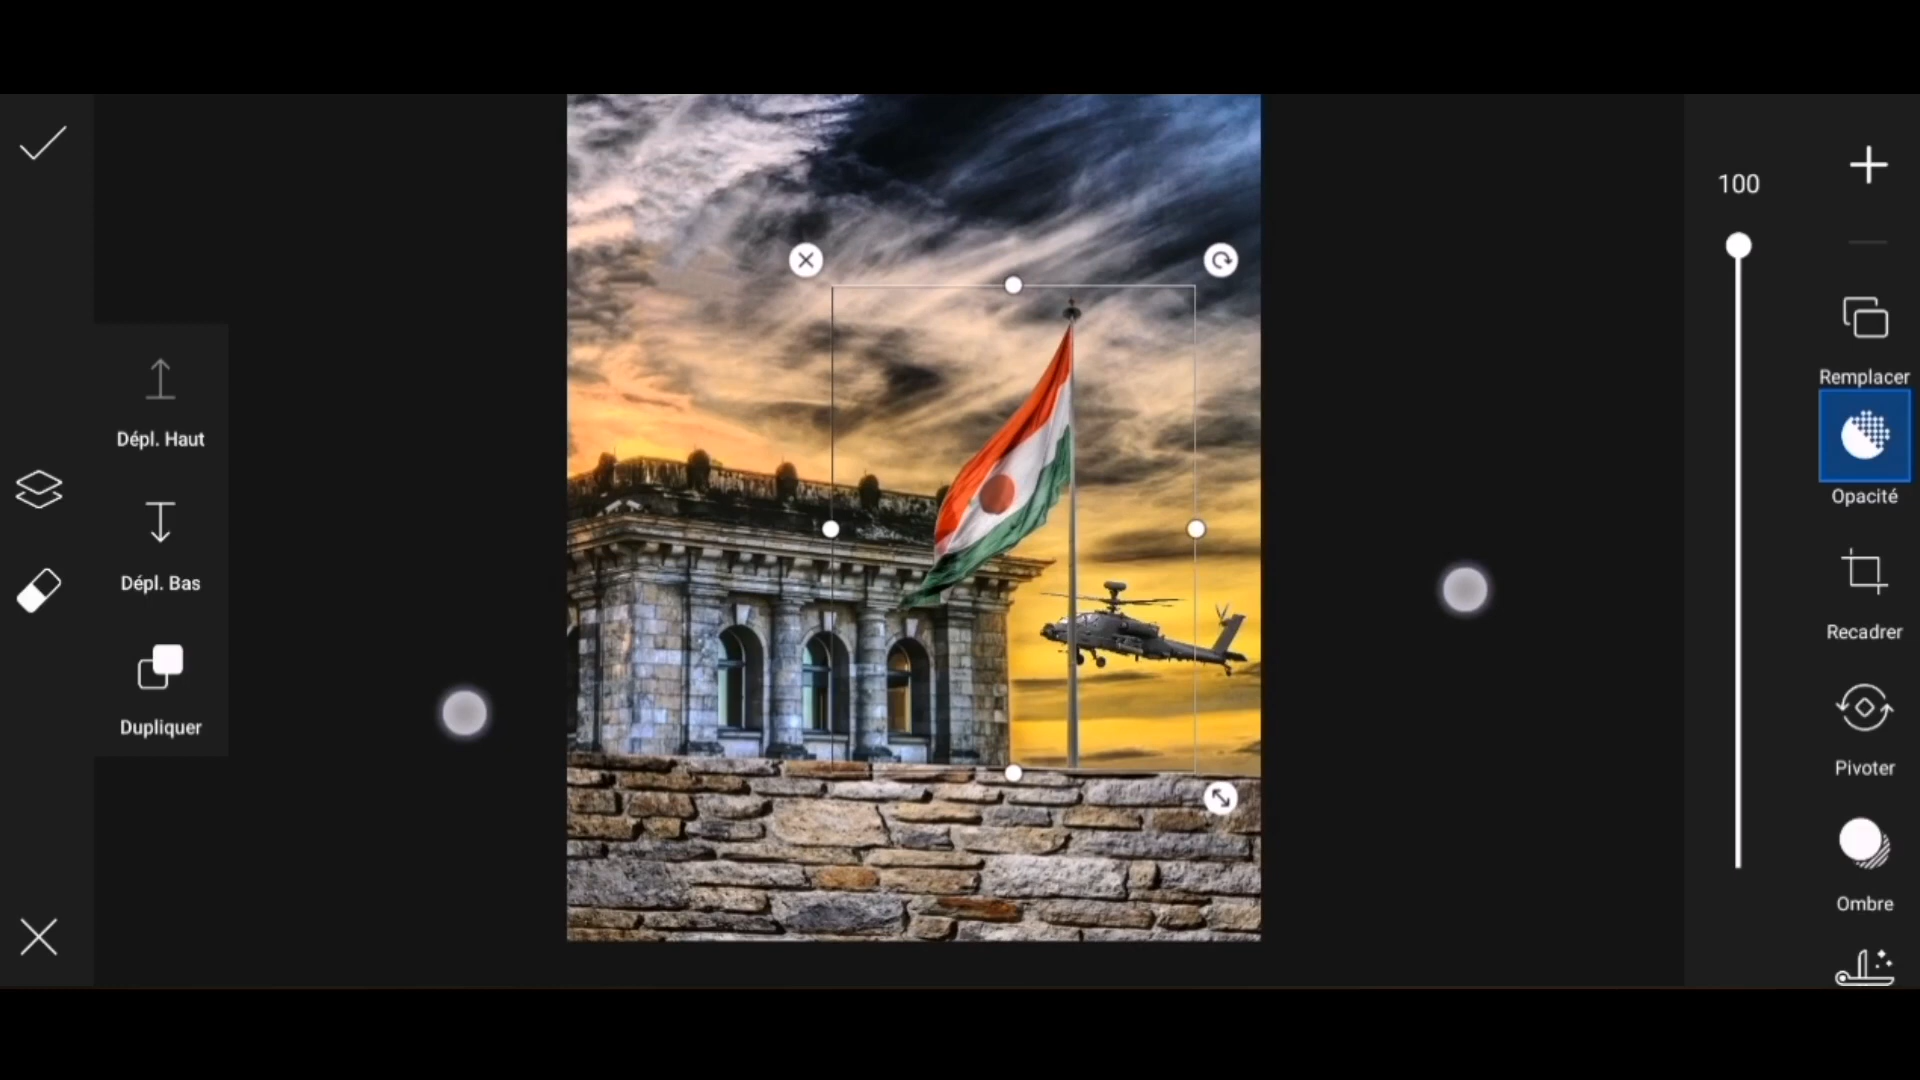 100
Remplacer
Dépl. Haut
Opacité
Dépl. Bas
Recadrer
Dupliquer
Pivoter
Ombre